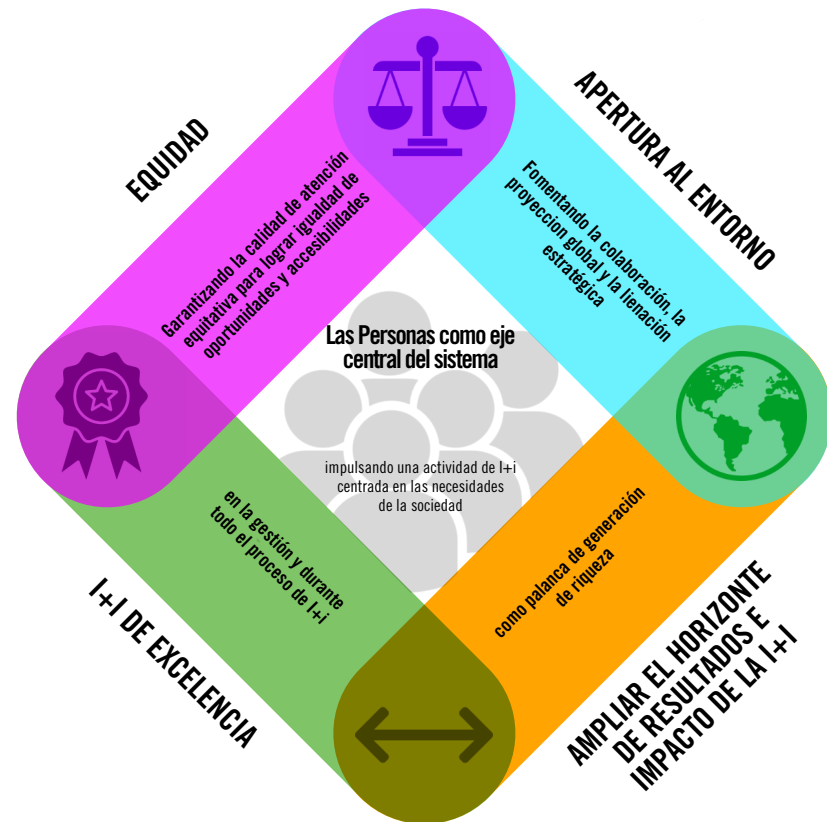 EQUIDAD
Garantizando la calidad de atención
equitativa para lograr igualdad de
oportunidades y accesibilidades
APERTURA AL ENTORNO
Fomentando la colaboración, la
proyeccion global y la lienación
estratégica
Las Personas como eje
central del sistema
impulsando una actividad de I+i
centrada en las necesidades
de la sociedad
I+I DE EXCELENCIA
en la gestión y durante
todo el proceso de I+i
AMPLIAR EL HORIZONTE
DE RESULTADOS E
IMPACTO DE LA I+I
como palanca de generación
de riqueza